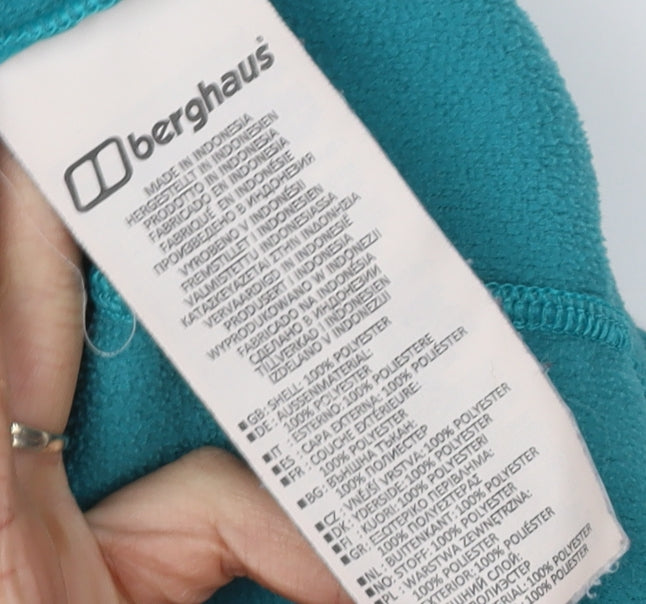 berghaus
MADE IN INDONESIA
HERGESTELLT IN INDONESIEN
PRODOTTO IN INDONESIA
FABRICADO EN INDONESIA
FABRIQUÉ EN INDONÉSIE
ПРОИЗВЕДЕНО В ИНДОНЕЗИЯ
VYROBENO V INDONÉSII
FREMSTILLET I INDONESIEN
VALMISTETTU INDONESIASSA
ΚΑΤΑΣΚΕΥΑΖΕΤΑΙ ΣΤΗΝ ΙΝΔΟΝΗΣΙΑ
VERVAARDIGD IN INDONESIË
PRODUSERT I INDONESIA
WYPRODUKOWANO W INDONEZJI
FABRICADO NA INDONÉSIA
СДЕЛАНО В ИНДОНЕЗИИ
TILLVERKAD I INDONESIEN
IZDELANO V INDONEZIJI
■GB: SHELL: 100% POLYESTER
■DE: AUSSENMATERIAL:
100% POLYESTER
■IT : ESTERNO: 100% POLIESTERE
■ES : CAPA EXTERNA: 100% POLIÉSTER
■FR : COUCHE EXTÉRIEURE:
100% POLYESTER
■BG: ВЪНШНА ТЪКАН:
100% ПОЛИЕСТЕР
■CZ: VNĚJŠÍ VRSTVA: 100% POLYESTER
■DK: YDERSIDE: 100% POLYESTER
■FI : KUORI: 100% POLYESTERI
■GR: ΕΞΩΤΕΡΙΚΟ ΠΕΡΙΒΛΗΜΑ:
100% ΠΟΛΥΕΣΤΕΡΑΣ
■NL: BUITENKANT: 100% POLYESTER
■NO: STOFF: 100% POLYESTER
■PL: WARSTWA ZEWNĘTRZNA:
100% POLIESTER
TERIOR: 100% POLIÉSTER
НИЙ СЛОЙ:
ПОЛИЭСТЕР
RIAL: 100% POLYESTER
100% POLIESTER